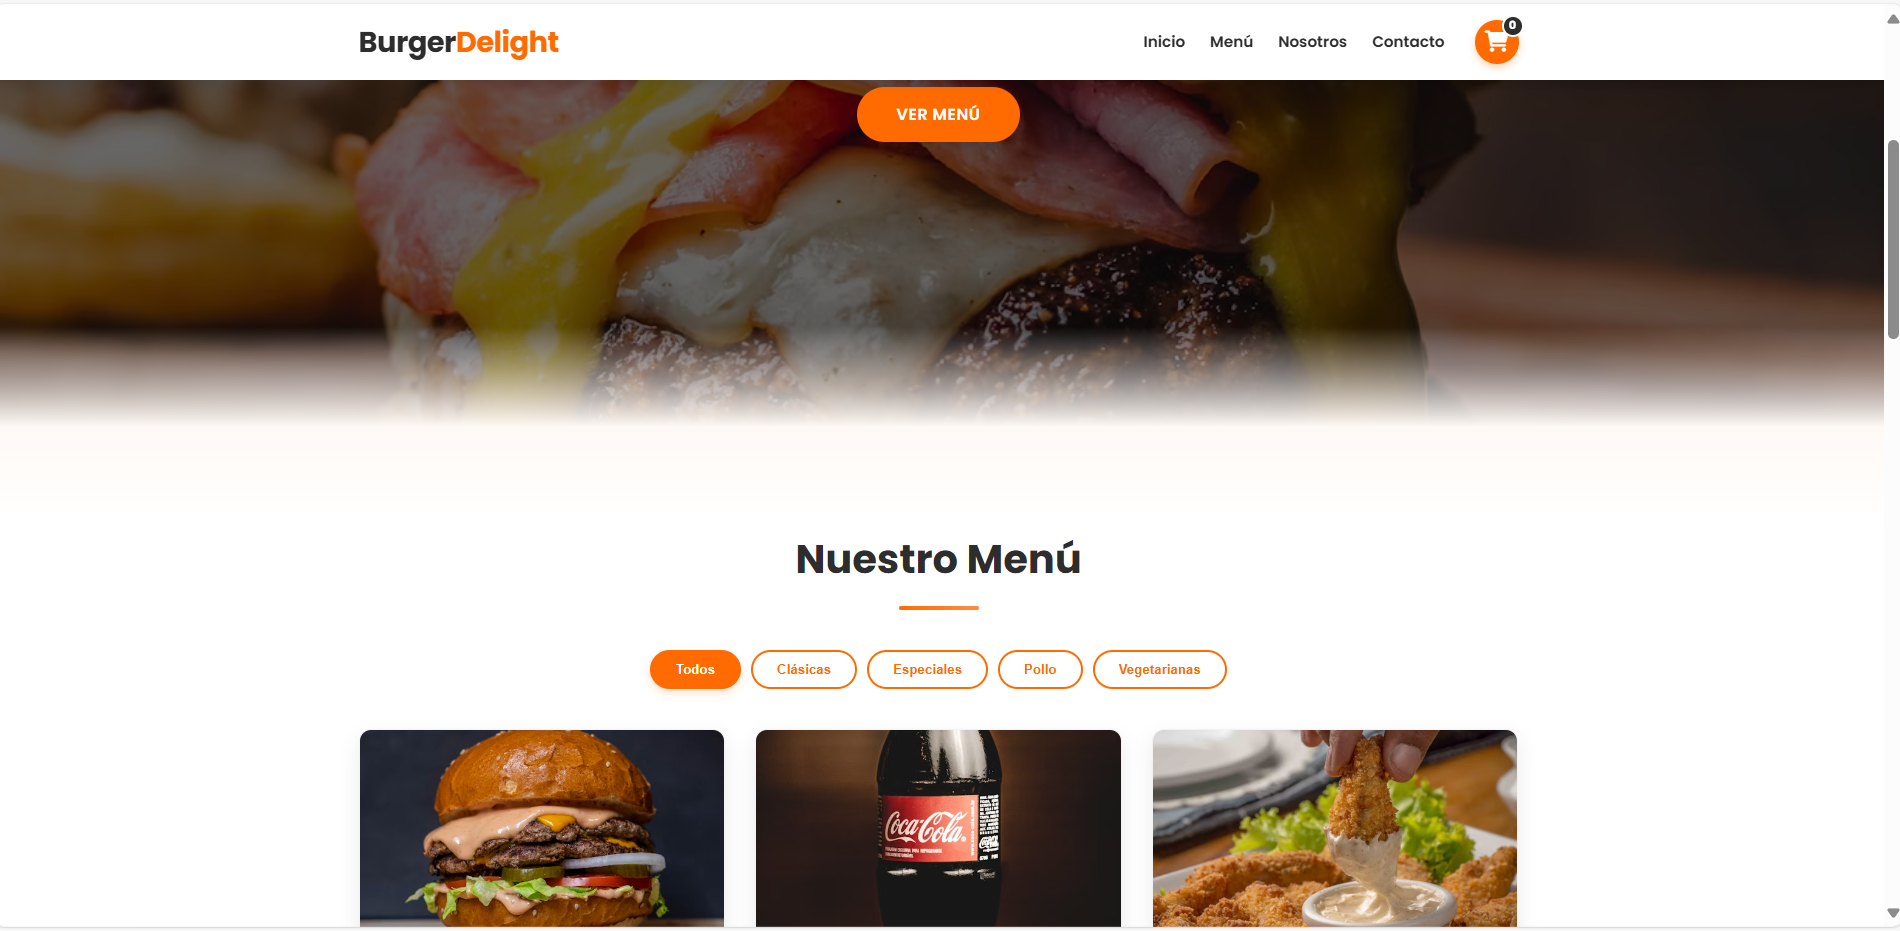 BurgerDelight
Inicio Menú Nosotros Contacto
0
VER MENÚ
Nuestro Menú
Todos Clásicas Especiales Pollo Vegetarianas
Coca-Cola